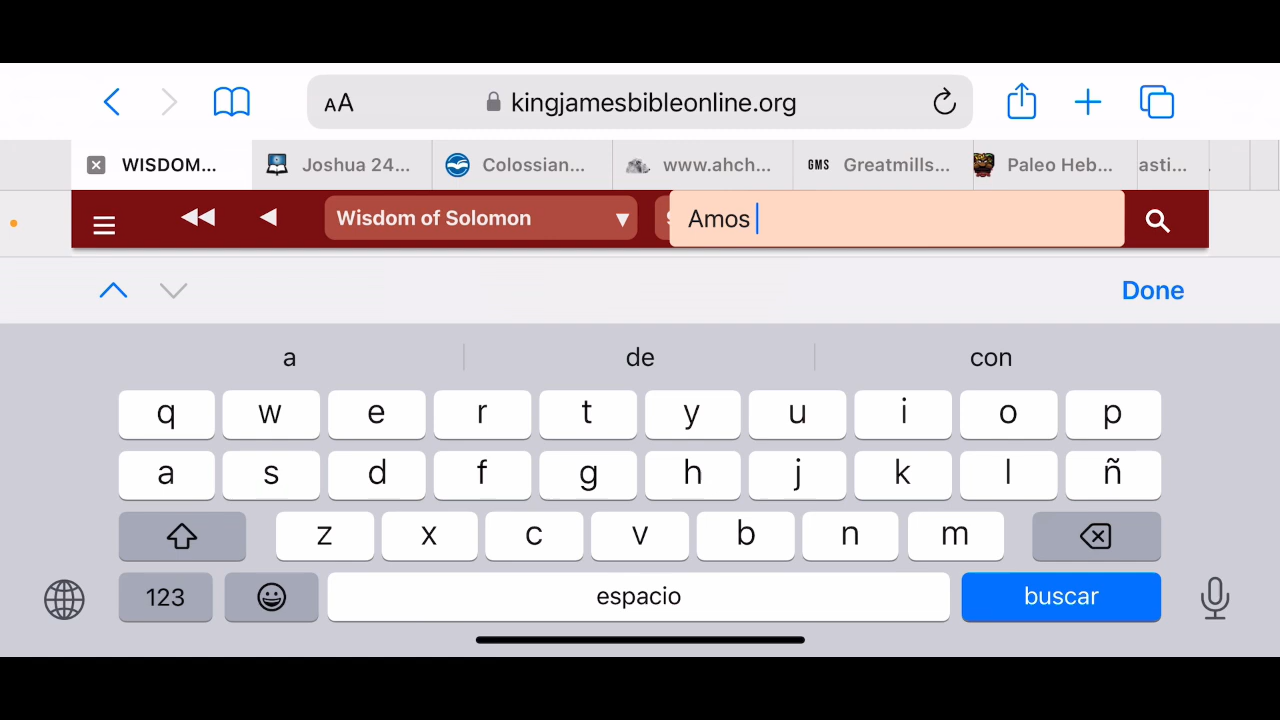 AA kingjamesbibleonline.org
WISDOM... Joshua 24... Colossian... www.ahch... GMS Greatmills... Paleo Heb... asti...
Wisdom of Solomon Amos
Done
a de con
q w e r t y u i o p
a s d f g h j k l ñ
z x c v b n m
123 espacio buscar